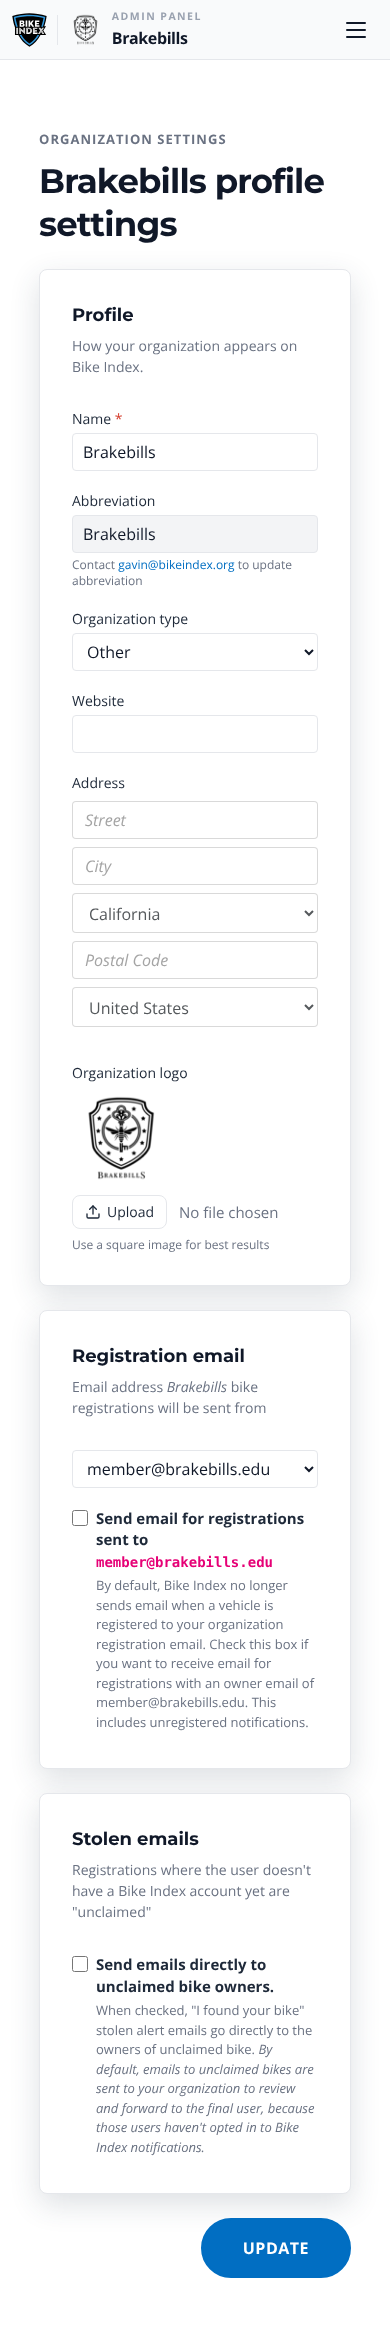 BIKE
INDEX
ADMIN PANEL
Brakebills
ORGANIZATION SETTINGS
Brakebills profile
settings
Profile
How your organization appears on
Bike Index.
Name *
Brakebills
Abbreviation
Brakebills
Contact gavin@bikeindex.org to update
abbreviation
Organization type
Other
Website
Address
Street
City
California
Postal Code
United States
Organization logo
BRAKEBILLS
Upload
No file chosen
Use a square image for best results
Registration email
Email address Brakebills bike
registrations will be sent from
member@brakebills.edu
Send email for registrations
sent to
member@brakebills.edu
By default, Bike Index no longer
sends email when a vehicle is
registered to your organization
registration email. Check this box if
you want to receive email for
registrations with an owner email of
member@brakebills.edu. This
includes unregistered notifications.
Stolen emails
Registrations where the user doesn't
have a Bike Index account yet are
"unclaimed"
Send emails directly to
unclaimed bike owners.
When checked, "I found your bike"
stolen alert emails go directly to the
owners of unclaimed bike. By
default, emails to unclaimed bikes are
sent to your organization to review
and forward to the final user, because
those users haven't opted in to Bike
Index notifications.
UPDATE